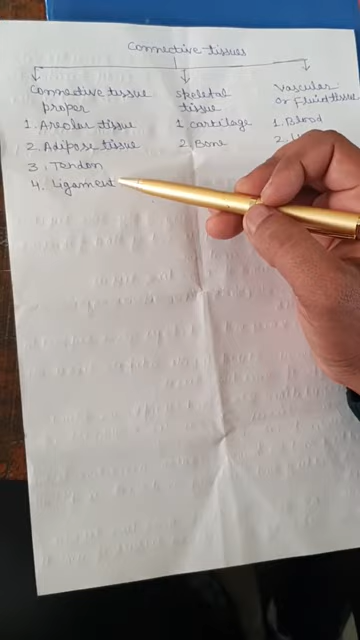 Connective tissues
Connective tissue
proper
1. Areolar tissue
2. Adipose tissue
3. Tendon
4. Ligament
Skeletal
tissue
1 cartilage
2. Bone
Vascular
or Fluid tissue
1. Blood
2.